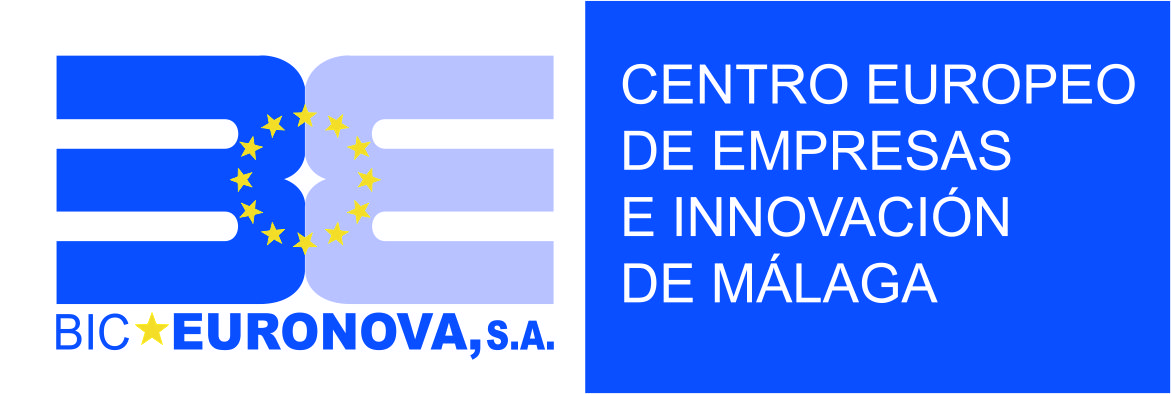 BIC EURONOVA, S.A.
CENTRO EUROPEO
DE EMPRESAS
E INNOVACIÓN
DE MÁLAGA